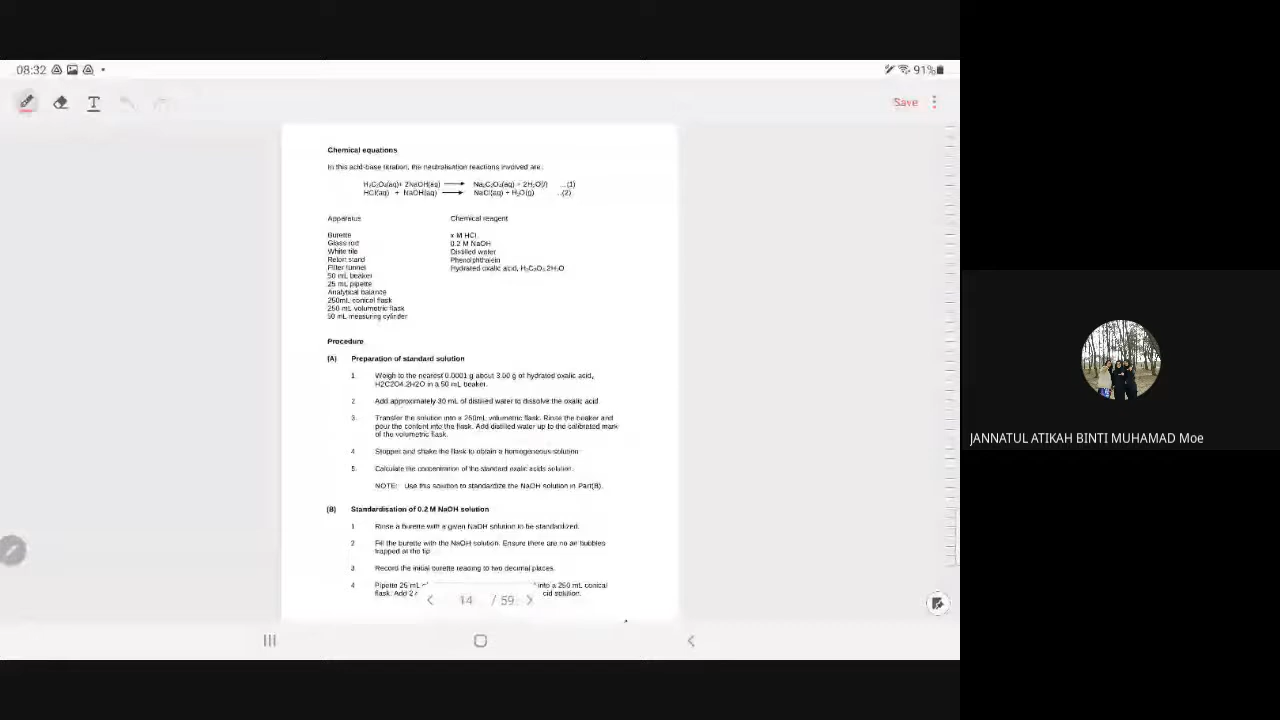 08:32
91%
Save
Chemical equations
In this acid-base titration, the neutralisation reactions involved are:
H₂C₂O₄(aq)+ 2NaOH(aq) ⟶ Na₂C₂O₄(aq) + 2H₂O(l) ...(1)
HCl(aq) + NaOH(aq) ⟶ NaCl(aq) + H₂O(g) ...(2)
Apparatus Chemical reagent
Burette x M HCl
Glass rod 0.2 M NaOH
White tile Distilled water
Retort stand Phenolphthalein
Filter funnel Hydrated oxalic acid, H₂C₂O₄.2H₂O
50 mL beaker
25 mL pipette
Analytical balance
250mL conical flask
250 mL volumetric flask
50 mL measuring cylinder
Procedure
(A) Preparation of standard solution
1 Weigh to the nearest 0.0001 g about 3.00 g of hydrated oxalic acid,
H2C2O4.2H2O in a 50 mL beaker.
2 Add approximately 30 mL of distilled water to dissolve the oxalic acid
3. Transfer the solution into a 250mL volumetric flask. Rinse the beaker and
pour the content into the flask. Add distilled water up to the calibrated mark
of the volumetric flask.
4 Stopper and shake the flask to obtain a homogeneous solution
5. Calculate the concentration of the standard oxalic acids solution.
NOTE: Use this solution to standardize the NaOH solution in Part(B).
(B) Standardisation of 0.2 M NaOH solution
1 Rinse a burette with a given NaOH solution to be standardized.
2 Fill the burette with the NaOH solution. Ensure there are no air bubbles
trapped at the tip
3 Record the initial burette reading to two decimal places.
4 Pipette 25 mL into a 250 mL conical
flask. Add 2 cid solution.
14 / 59
JANNATUL ATIKAH BINTI MUHAMAD Moe